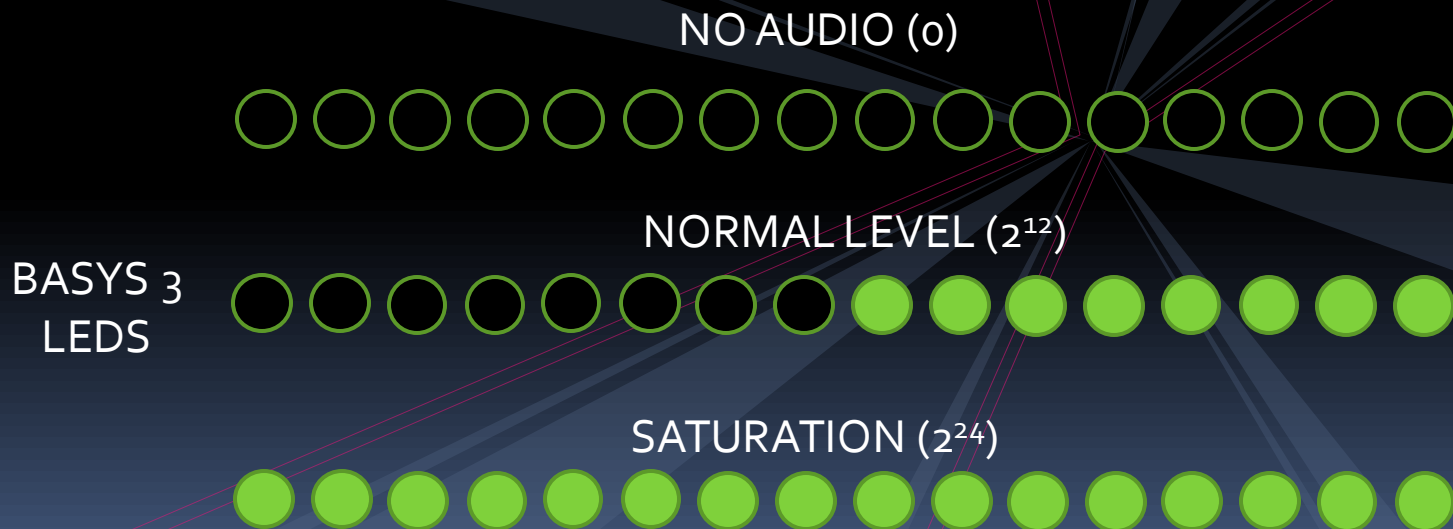 NO AUDIO (0)
NORMAL LEVEL (2¹²)
BASYS 3
LEDS
SATURATION (2²⁴)